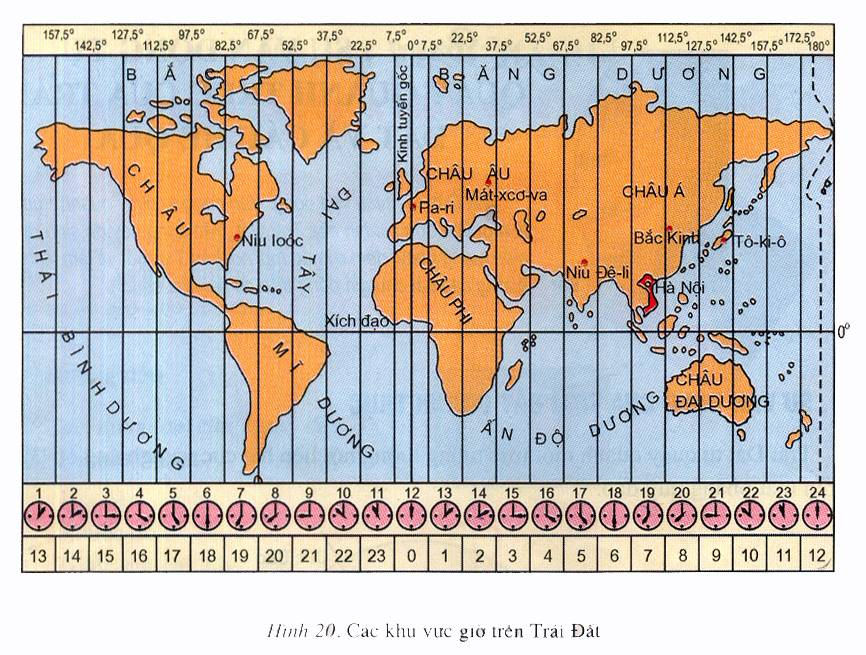 157,5° 127,5° 97,5° 67,5° 37,5° 7,5° 7,5° 22,5° 52,5° 82,5° 112,5° 142,5° 172,5°
142,5° 112,5° 82,5° 52,5° 22,5° 0° 37,5° 67,5° 97,5° 127,5° 157,5° 180°
BẮC BĂNG DƯƠNG
Kinh tuyến gốc
CHÂU ÂU
Mát-xcơ-va
CHÂU Á
CHÂU MĨ
ĐẠI TÂY DƯƠNG
Pa-ri
Niu Ioóc
Bắc Kinh
Tô-ki-ô
THÁI BÌNH DƯƠNG
CHÂU PHI
Niu Đê-li
Hà Nội
Xích đạo
0°
CHÂU
ĐẠI DƯƠNG
ẤN ĐỘ DƯƠNG
1 2 3 4 5 6 7 8 9 10 11 12 13 14 15 16 17 18 19 20 21 22 23 24
13 14 15 16 17 18 19 20 21 22 23 0 1 2 3 4 5 6 7 8 9 10 11 12
Hình 20. Các khu vực giờ trên Trái Đất